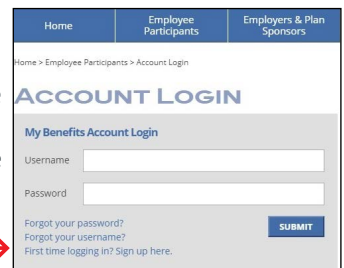 Home
Employee
Participants
Employers & Plan
Sponsors
Home > Employee Participants > Account Login
ACCOUNT LOGIN
My Benefits Account Login
Username
Password
Forgot your password?
SUBMIT
Forgot your username?
First time logging in? Sign up here.